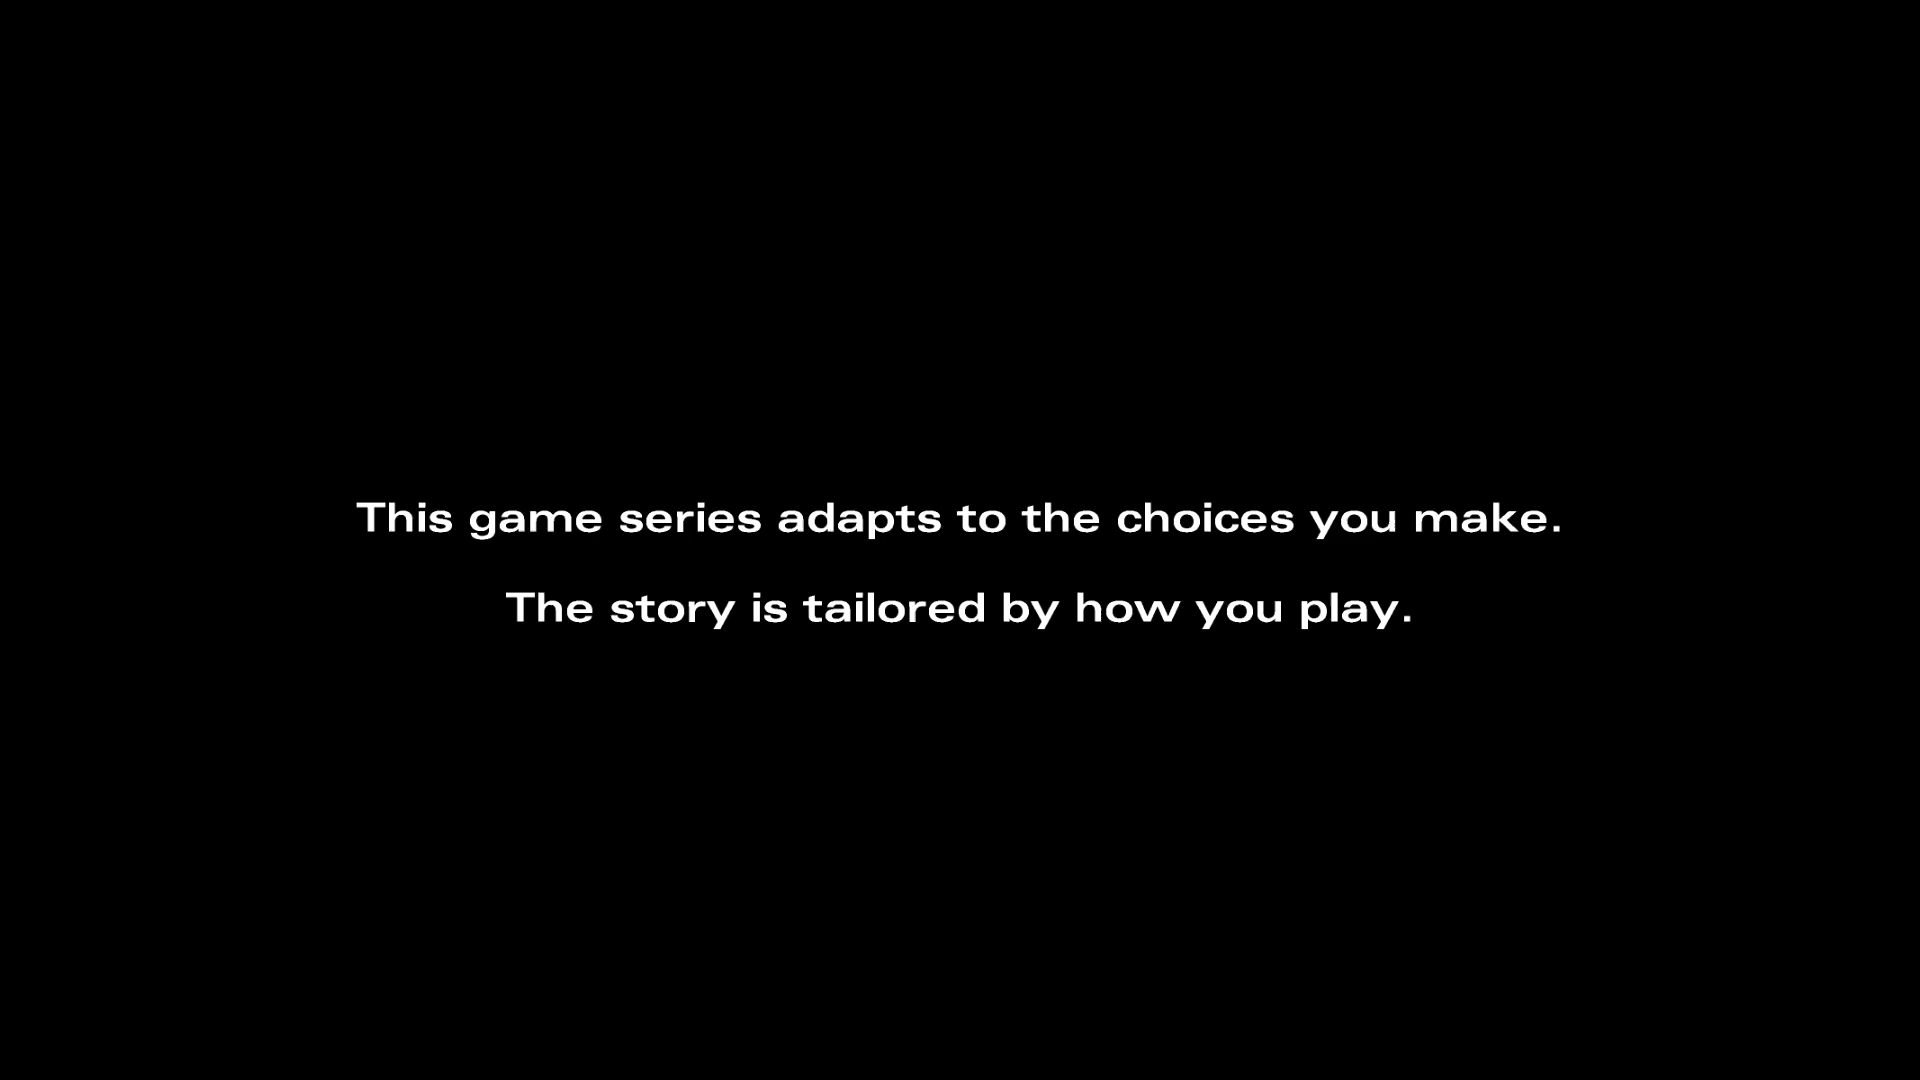 This game series adapts to the choices you make.
The story is tailored by how you play.